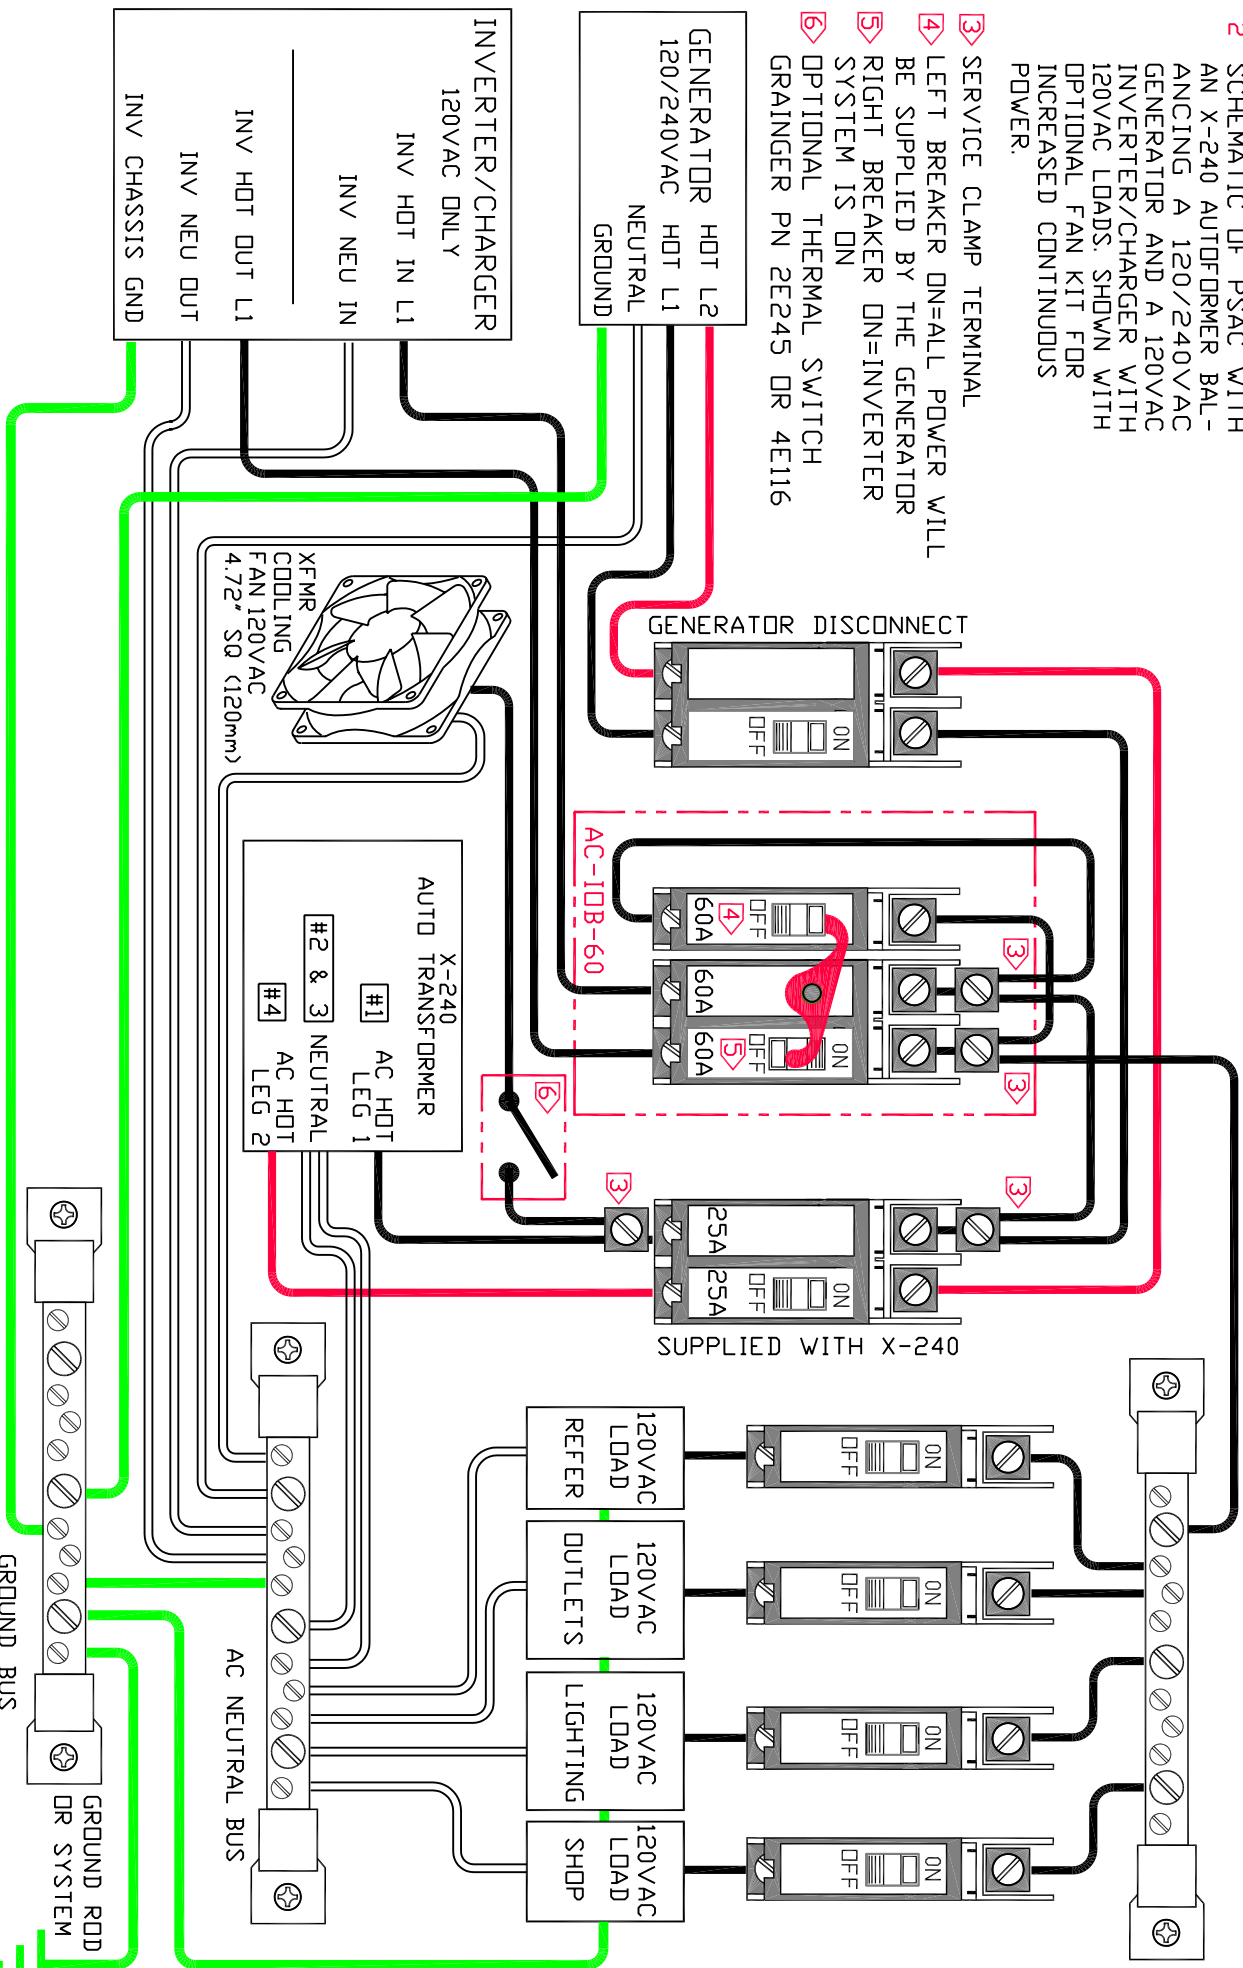 SCHEMATIC OF PSAC WITH
AN X-240 AUTOFORMER BAL-
ANCING A 120/240VAC
GENERATOR AND A 120VAC
INVERTER/CHARGER WITH
120VAC LOADS. SHOWN WITH
OPTIONAL FAN KIT FOR
INCREASED CONTINUOUS
POWER.
3 SERVICE CLAMP TERMINAL
4 LEFT BREAKER ON=ALL POWER WILL
BE SUPPLIED BY THE GENERATOR
5 RIGHT BREAKER ON=INVERTER
SYSTEM IS ON
6 OPTIONAL THERMAL SWITCH
GRAINGER PN 2E245 OR 4E116
GENERATOR
120/240VAC
HOT L2
HOT L1
NEUTRAL
GROUND
INVERTER/CHARGER
120VAC ONLY
INV HOT IN L1
INV NEU IN
INV HOT OUT L1
INV NEU OUT
INV CHASSIS GND
GENERATOR DISCONNECT
ON
OFF
XFMR
COOLING
FAN 120VAC
4.72" SQ (120mm)
AC-IOB-60
60A
4
OFF
60A
60A
5
OFF
ON
3
3
X-240
AUTO TRANSFORMER
#1 AC HOT
LEG 1
#2 & 3 NEUTRAL
#4 AC HOT
LEG 2
6
3
3
25A
25A
ON
OFF
SUPPLIED WITH X-240
120VAC
LOAD
REFER
ON
OFF
120VAC
LOAD
OUTLETS
ON
OFF
120VAC
LOAD
LIGHTING
ON
OFF
120VAC
LOAD
SHOP
ON
OFF
AC NEUTRAL BUS
GROUND BUS
GROUND ROD
OR SYSTEM